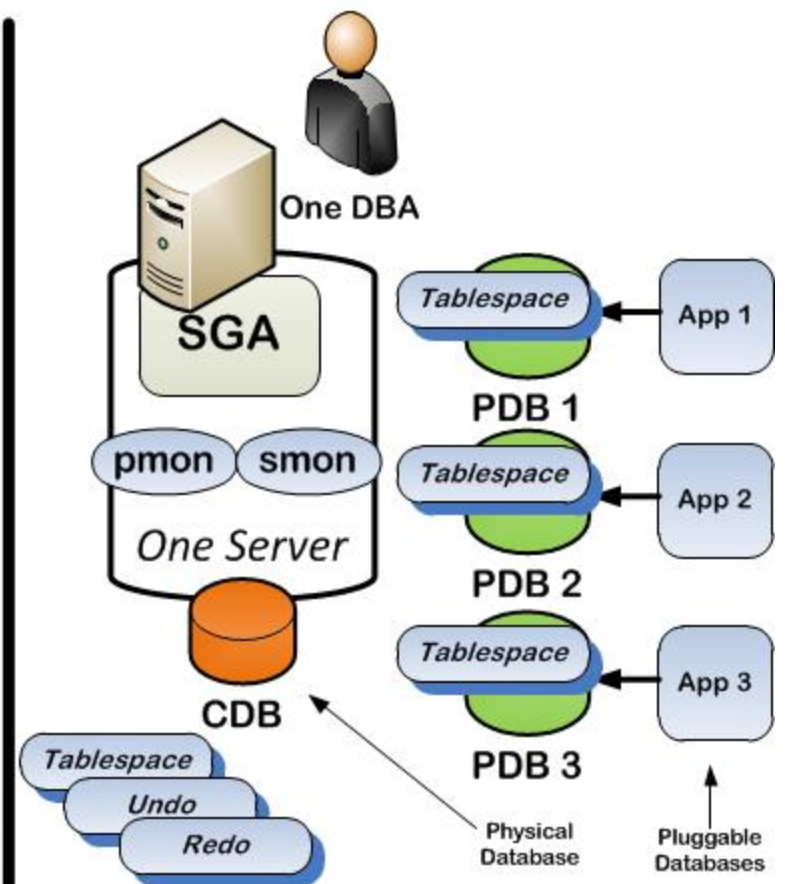 One DBA
SGA
pmon
smon
One Server
CDB
Tablespace
Undo
Redo
Tablespace
PDB 1
App 1
Tablespace
PDB 2
App 2
Tablespace
PDB 3
App 3
Physical
Database
Pluggable
Databases